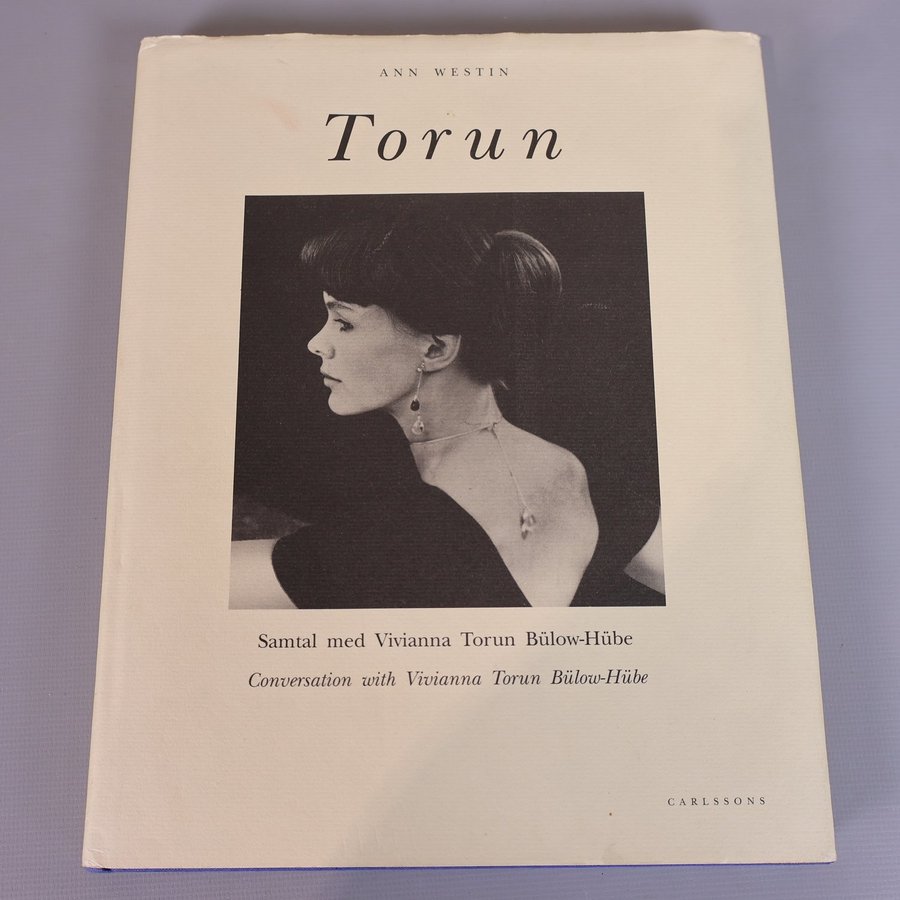 ANN WESTIN
Torun
Samtal med Vivianna Torun Bülow-Hübe
Conversation with Vivianna Torun Bülow-Hübe
CARLSSONS